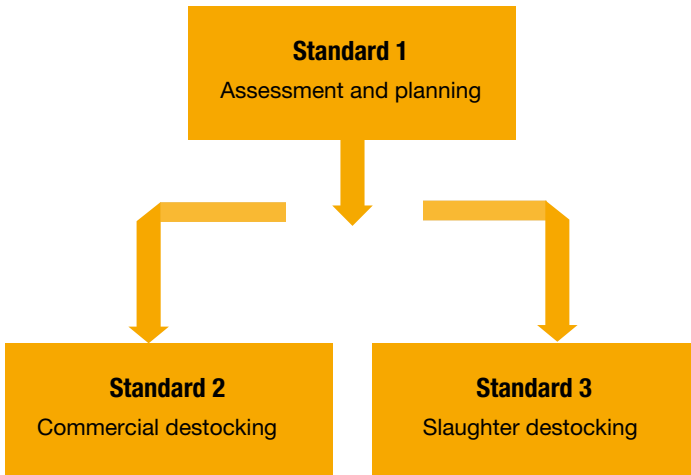 Standard 1
Assessment and planning
Standard 2
Commercial destocking
Standard 3
Slaughter destocking